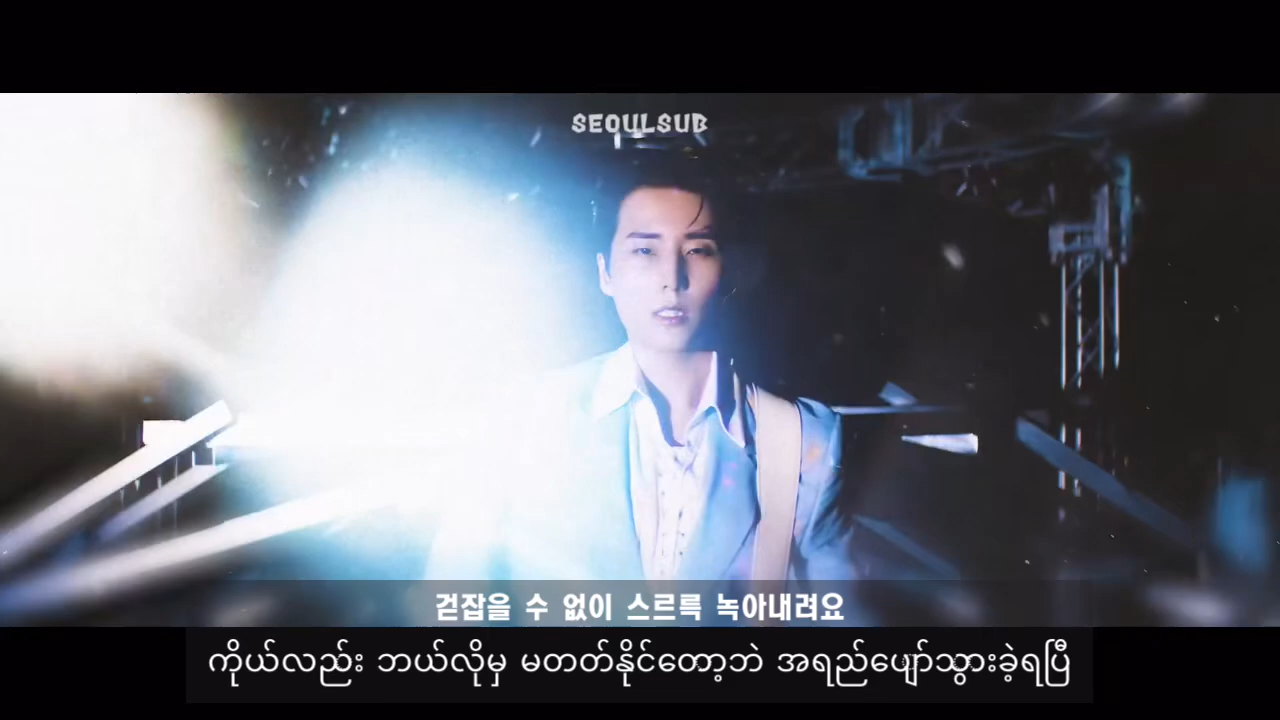 SEOULSUB
걷잡을 수 없이 스르륵 녹아내려요
ကိုယ်လည်း ဘယ်လိုမှ မတတ်နိုင်တော့ဘဲ အရည်ပျော်သွားခဲ့ရပြီ